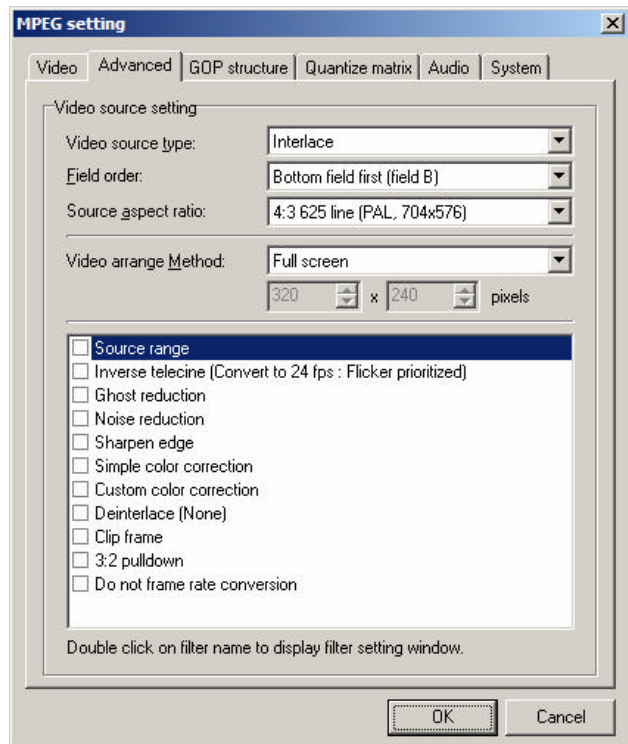 MPEG setting
Video Advanced GOP structure Quantize matrix Audio System
Video source setting
Video source type: Interlace
Field order: Bottom field first (field B)
Source aspect ratio: 4:3 625 line (PAL, 704x576)
Video arrange Method: Full screen
320 x 240 pixels
Source range
Inverse telecine (Convert to 24 fps : Flicker prioritized)
Ghost reduction
Noise reduction
Sharpen edge
Simple color correction
Custom color correction
Deinterlace (None)
Clip frame
3:2 pulldown
Do not frame rate conversion
Double click on filter name to display filter setting window.
OK Cancel